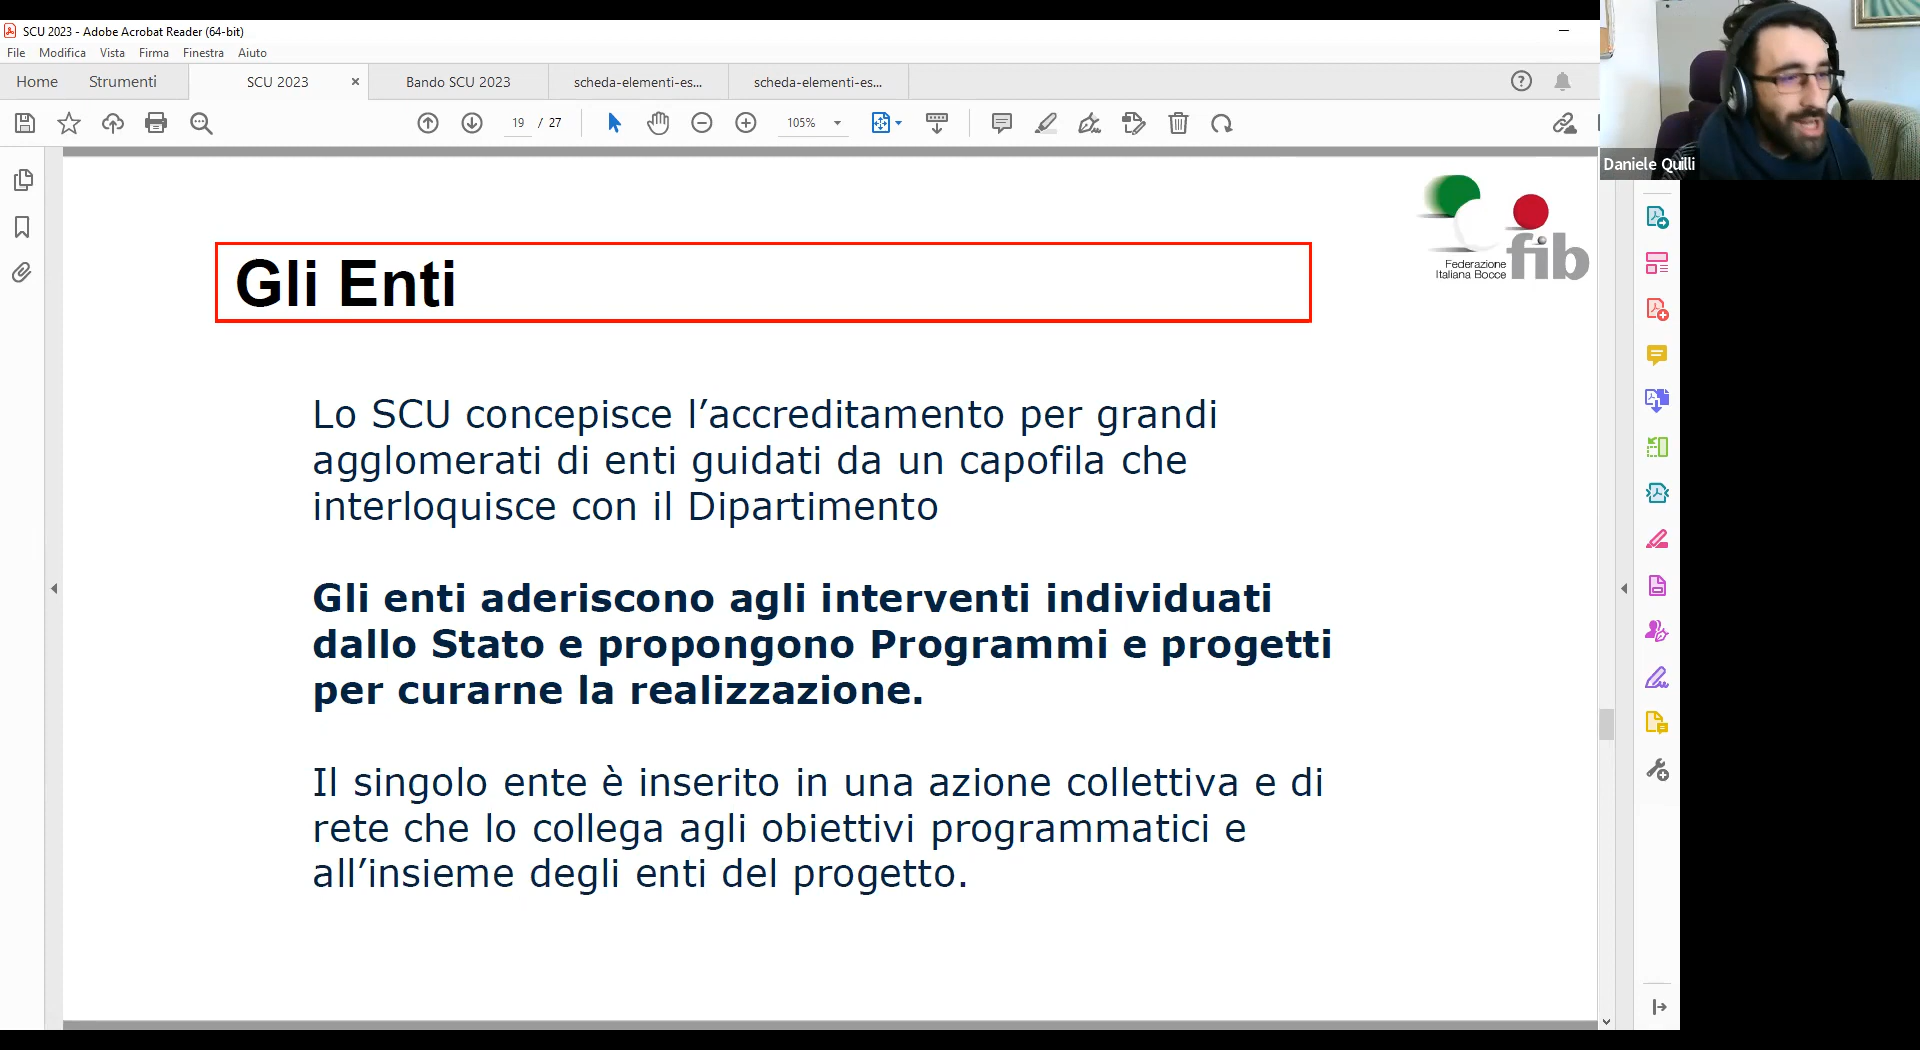 SCU 2023 - Adobe Acrobat Reader (64-bit)
File Modifica Vista Firma Finestra Aiuto
Home Strumenti SCU 2023 Bando SCU 2023 scheda-elementi-es... scheda-elementi-es...
19 / 27 105%
Daniele Quilli
fib
Federazione
Italiana Bocce
Gli Enti
Lo SCU concepisce l’accreditamento per grandi
agglomerati di enti guidati da un capofila che
interloquisce con il Dipartimento
Gli enti aderiscono agli interventi individuati
dallo Stato e propongono Programmi e progetti
per curarne la realizzazione.
Il singolo ente è inserito in una azione collettiva e di
rete che lo collega agli obiettivi programmatici e
all’insieme degli enti del progetto.